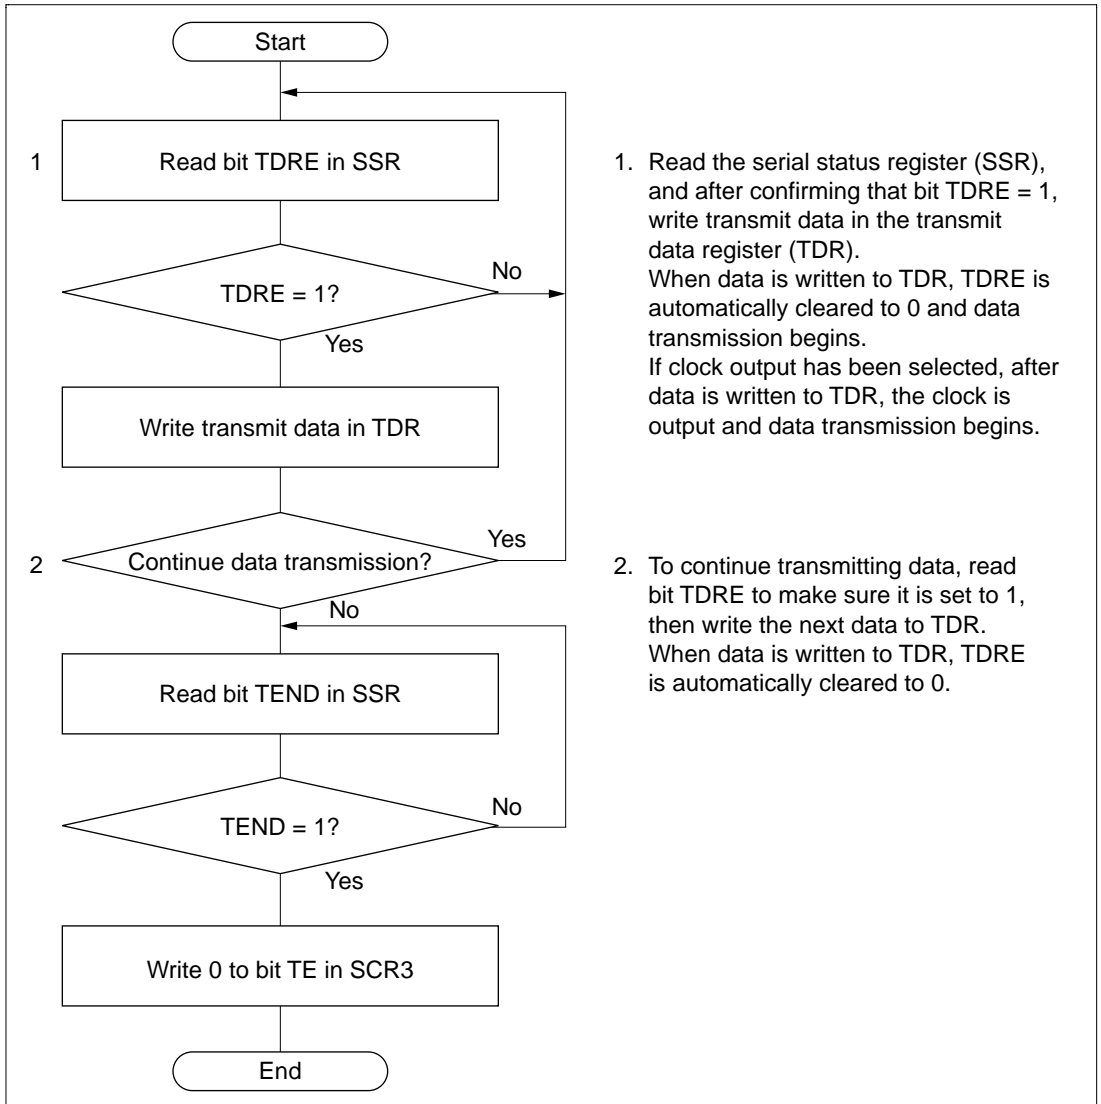 Start
1
Read bit TDRE in SSR
TDRE = 1?
No
Yes
Write transmit data in TDR
2
Continue data transmission?
Yes
No
Read bit TEND in SSR
TEND = 1?
No
Yes
Write 0 to bit TE in SCR3
End
1. Read the serial status register (SSR),
and after confirming that bit TDRE = 1,
write transmit data in the transmit
data register (TDR).
When data is written to TDR, TDRE is
automatically cleared to 0 and data
transmission begins.
If clock output has been selected, after
data is written to TDR, the clock is
output and data transmission begins.
2. To continue transmitting data, read
bit TDRE to make sure it is set to 1,
then write the next data to TDR.
When data is written to TDR, TDRE
is automatically cleared to 0.